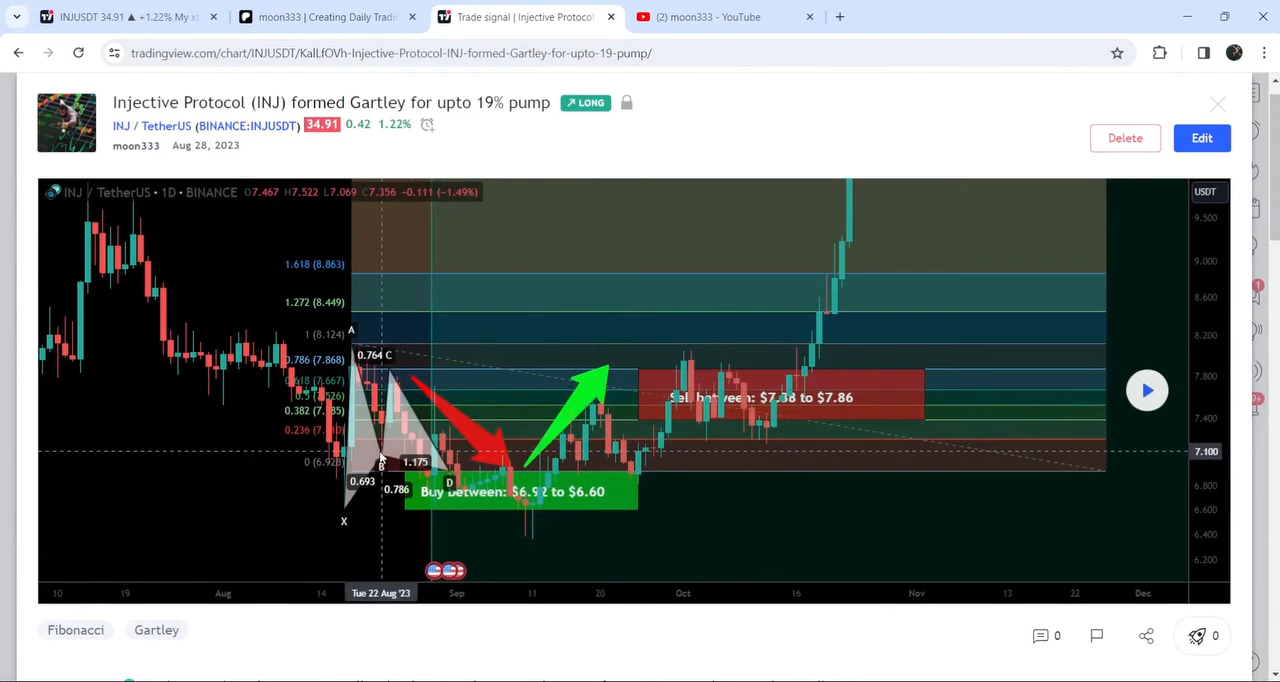 INJUSDT 34.91 ▲ +1.22% My x
moon333 | Creating Daily Tradi
Injective Protocol
(2) moon333 - YouTube
tradingview.com/chart/INJUSDT/KalLfOVh-Injective-Protocol-INJ-formed-Gartley-for-upto-19-pump/
Injective Protocol (INJ) formed Gartley for upto 19% pump
LONG
INJ / TetherUS (BINANCE:INJUSDT) 34.91 0.42 1.22%
moon333 Aug 28, 2023
Delete
Edit
INJ / TetherUS • 1D • BINANCE O7.467 H7.522 L7.069 C7.356 -0.111 (-1.49%)
USDT
9.500
9.000
8.600
8.200
7.800
7.400
7.100
6.800
6.600
6.400
6.200
1.618 (8.863)
1.272 (8.449)
1 (8.124)
A
0.764 C
0.786 (7.868)
0.618 (7.667)
0.382 (7.385)
0.236
0 (6.928)
B
1.175
0.693
0.786
D
X
Sell between: $7.38 to $7.86
Buy between: $6.92 to $6.60
10
19
Aug
14
Tue 22 Aug '23
Sep
11
20
Oct
16
Nov
13
22
Dec
Fibonacci
Gartley
0
0
1